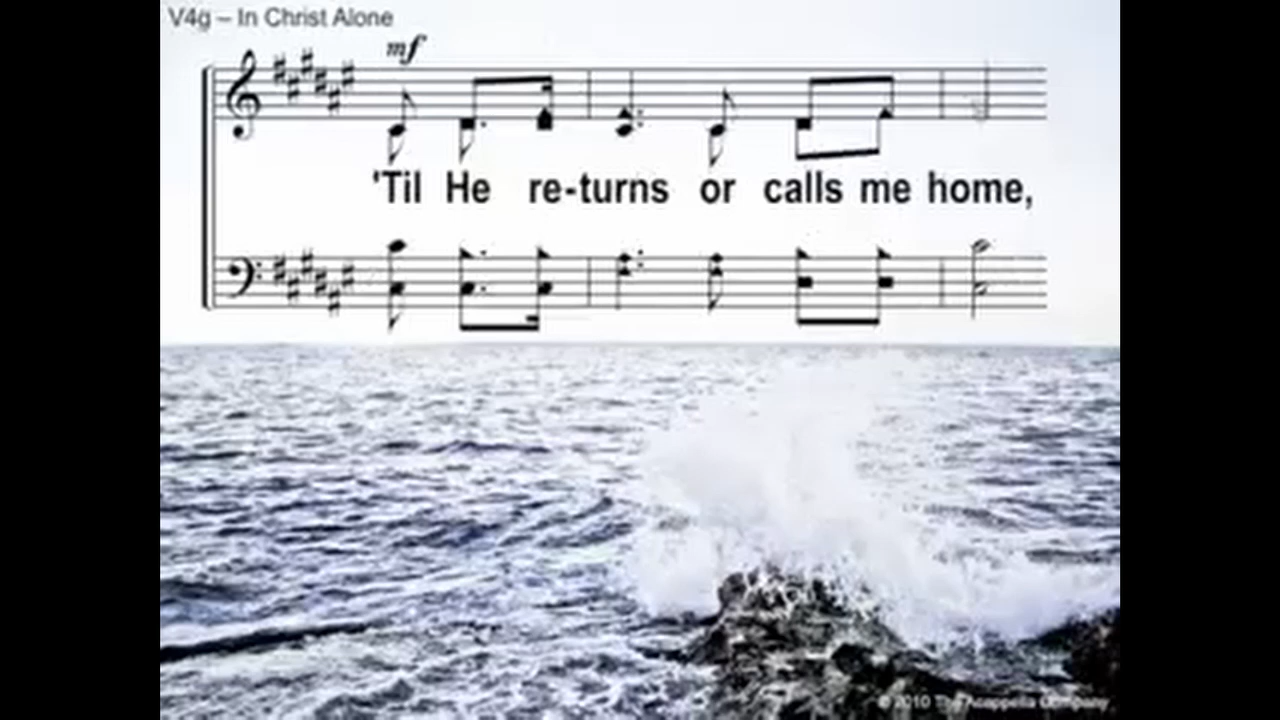 V4g – In Christ Alone
mf
'Til He re-turns or calls me home,
© 2010 The Acappella Company